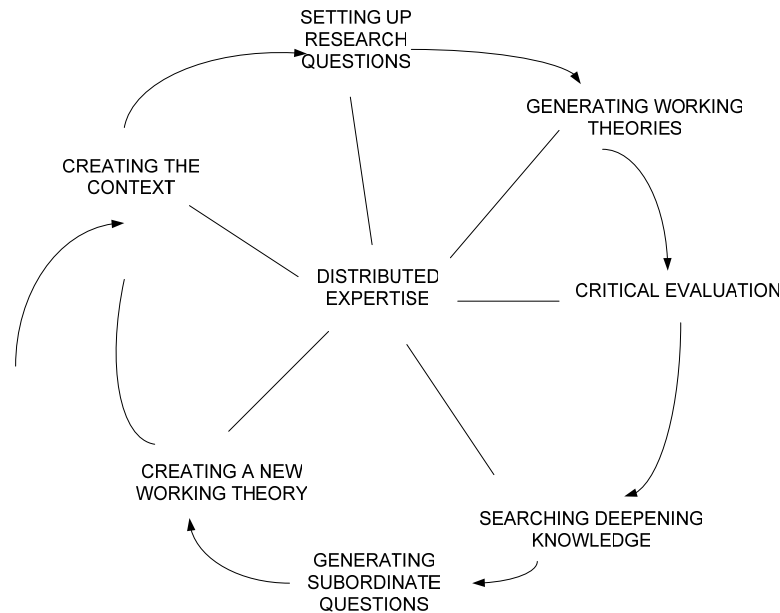 SETTING UP
RESEARCH
QUESTIONS
GENERATING WORKING
THEORIES
CREATING THE
CONTEXT
DISTRIBUTED
EXPERTISE
CRITICAL EVALUATION
CREATING A NEW
WORKING THEORY
SEARCHING DEEPENING
KNOWLEDGE
GENERATING
SUBORDINATE
QUESTIONS